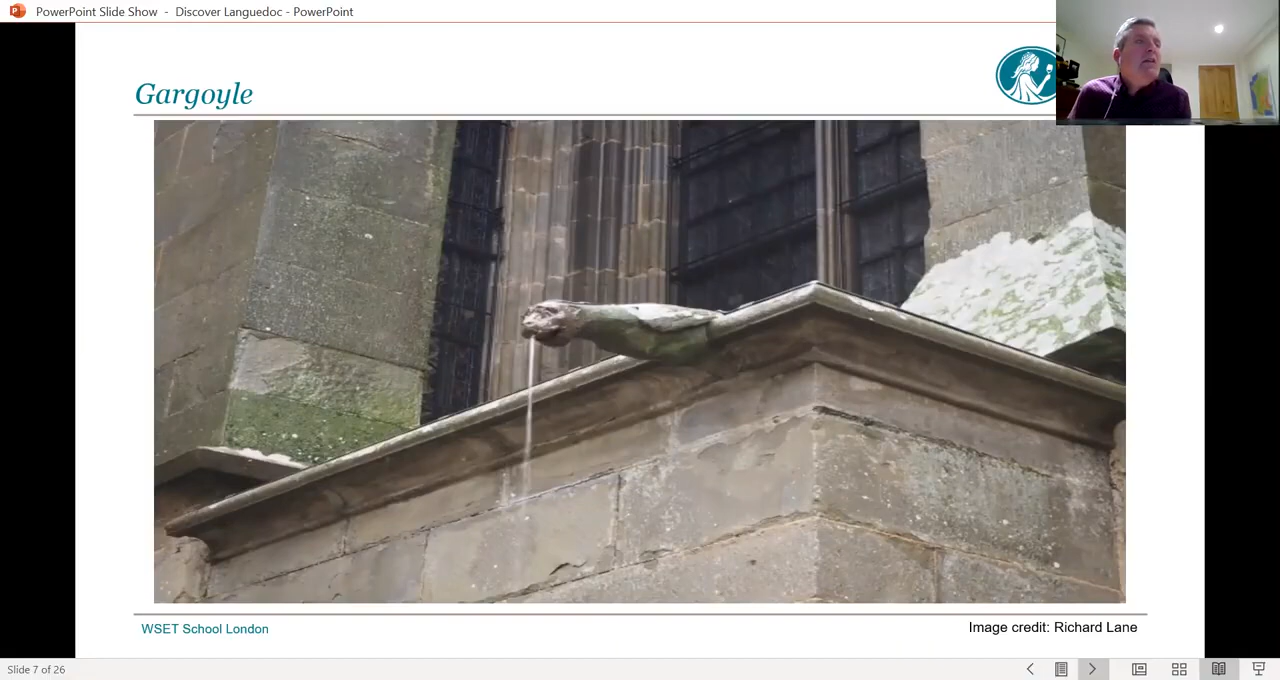 PowerPoint Slide Show - Discover Languedoc - PowerPoint
Gargoyle
WSET School London
Image credit: Richard Lane
Slide 7 of 26